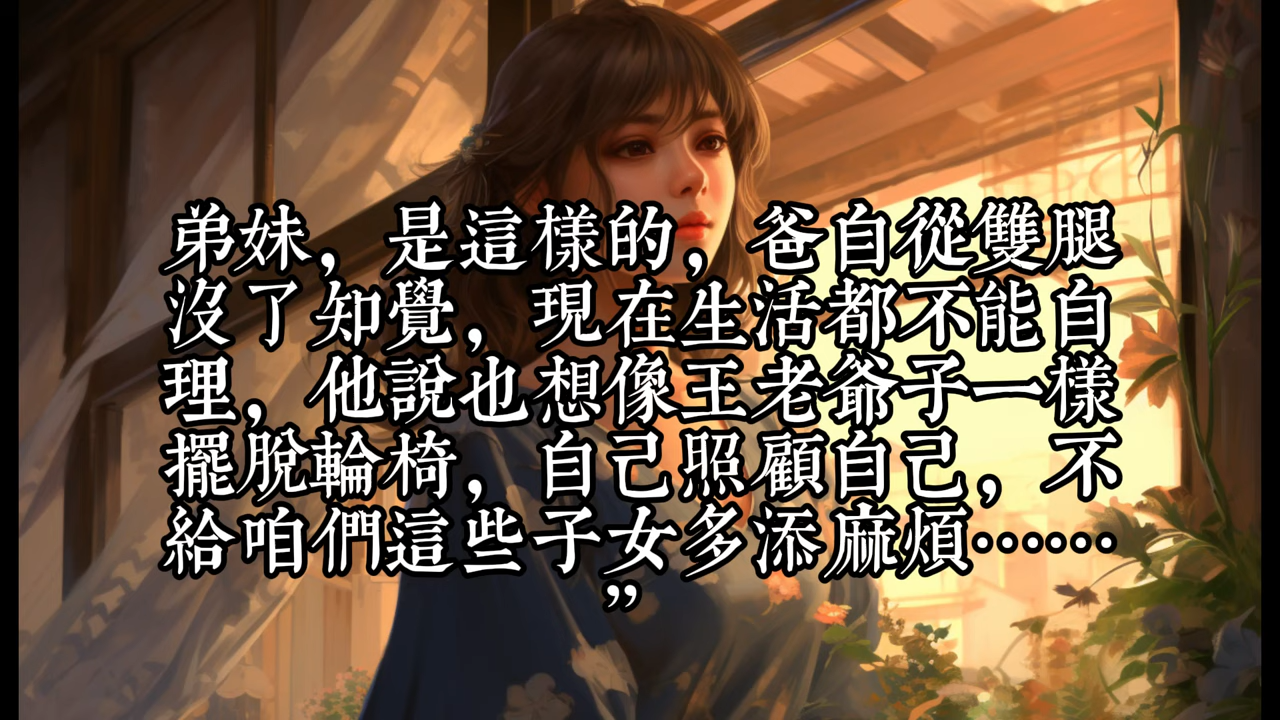 弟妹，是這樣的，爸自從雙腿
沒了知覺，現在生活都不能自
理，他說也想像王老爺子一樣
擺脫輪椅，自己照顧自己，不
給咱們這些子女多添麻煩……
”